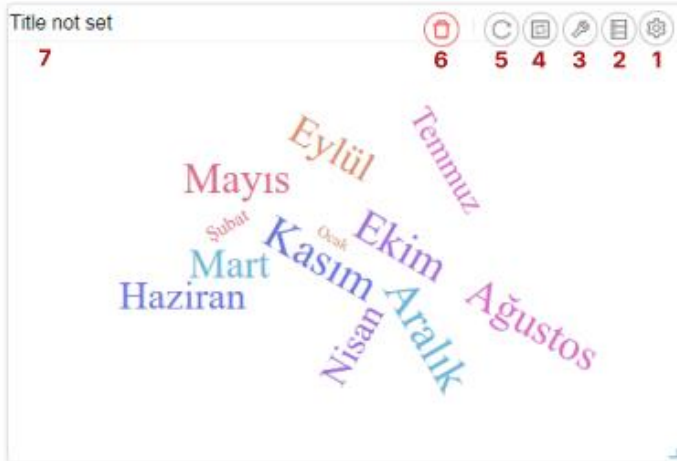 Title not set
7 6 5 4 3 2 1
Temmuz
Eylül
Mayıs
Şubat
Ocak
Ekim
Kasım
Mart
Haziran
Ağustos
Aralık
Nisan